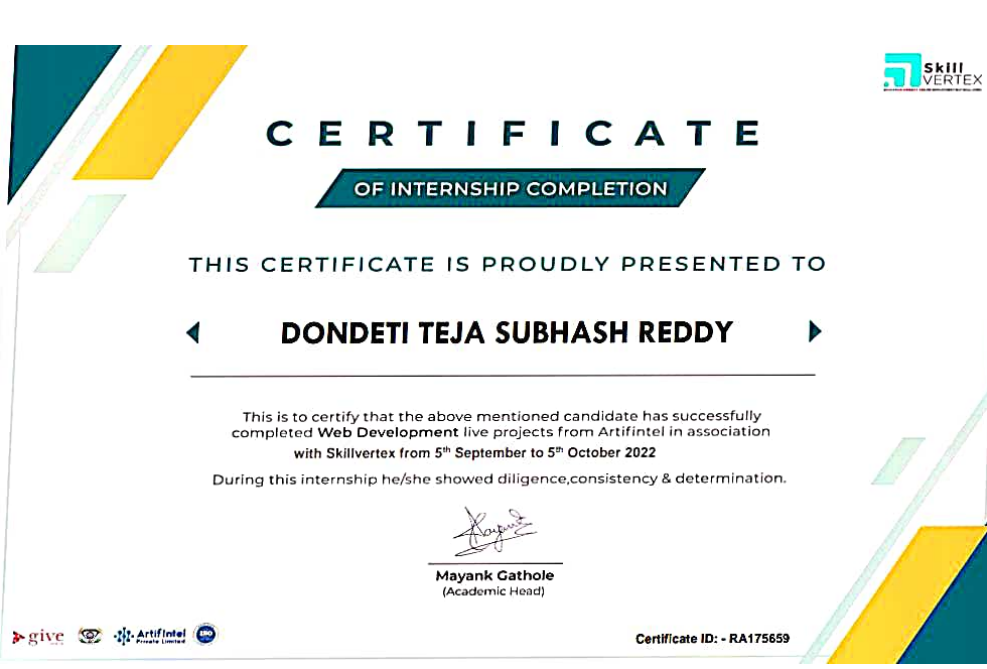 Skill
VERTEX
CERTIFICATE
OF INTERNSHIP COMPLETION
THIS CERTIFICATE IS PROUDLY PRESENTED TO
DONDETI TEJA SUBHASH REDDY
This is to certify that the above mentioned candidate has successfully
completed Web Development live projects from Artifintel in association
with Skillvertex from 5th September to 5th October 2022
During this internship he/she showed diligence,consistency & determination.
Mayank Gathole
(Academic Head)
give
ArtifIntel
Private Limited
ISO
Certificate ID: - RA175659